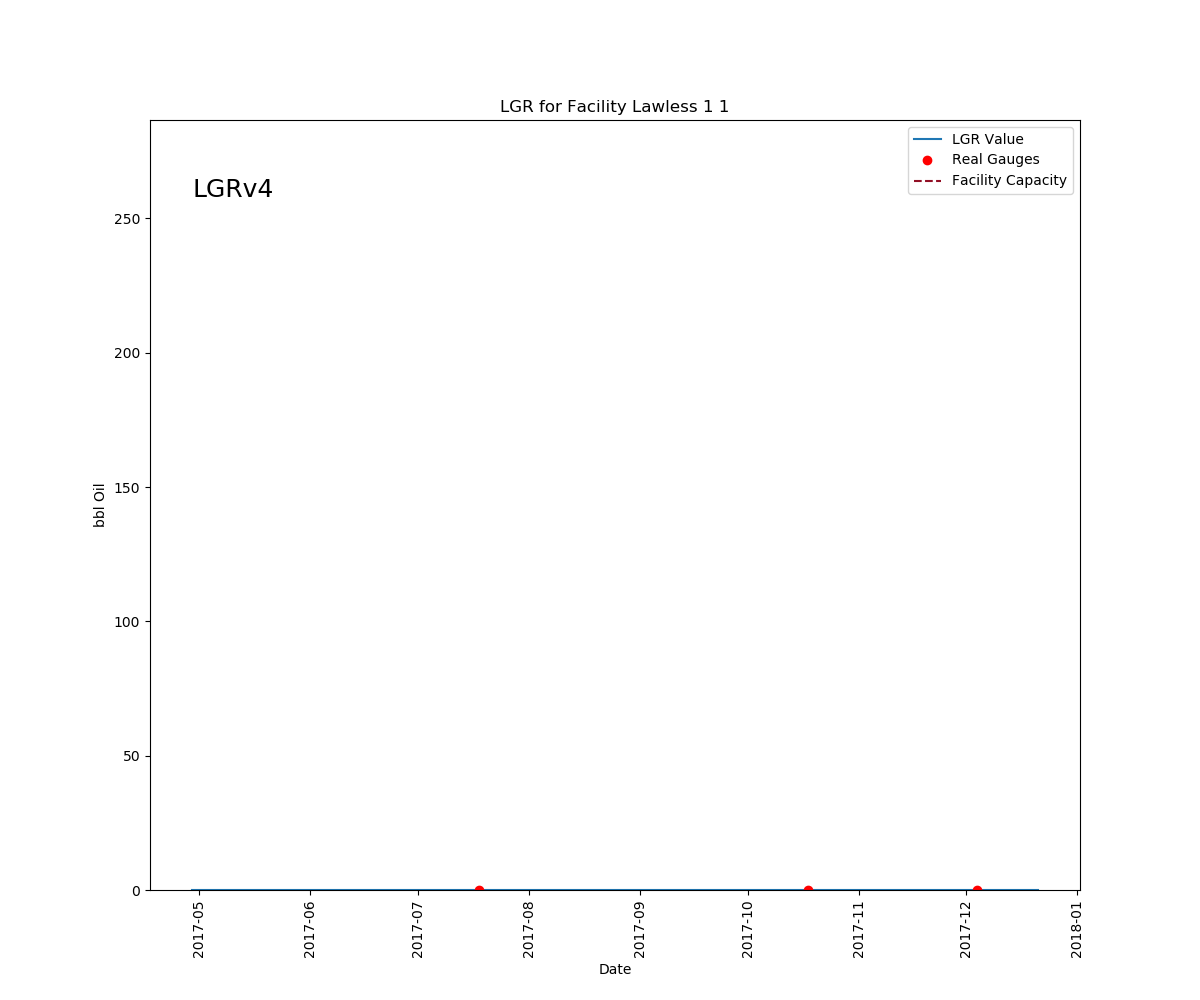 LGR for Facility Lawless 1 1
LGR Value
Real Gauges
Facility Capacity
LGRv4
250
200
150
100
50
0
bbl Oil
2017-05
2017-06
2017-07
2017-08
2017-09
2017-10
2017-11
2017-12
2018-01
Date